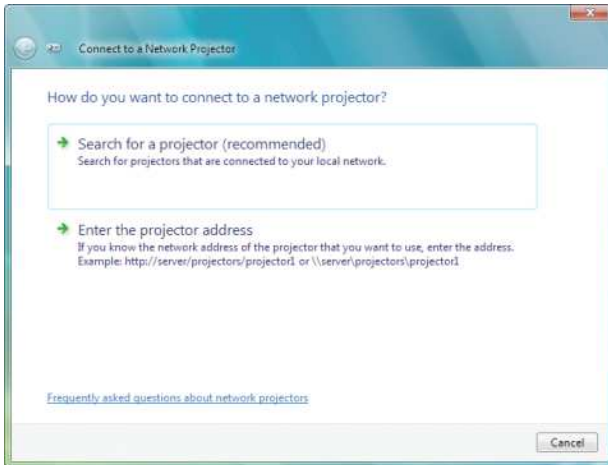 Connect to a Network Projector
How do you want to connect to a network projector?
Search for a projector (recommended)
Search for projectors that are connected to your local network.
Enter the projector address
If you know the network address of the projector that you want to use, enter the address.
Example: http://server/projectors/projector1 or \\server\projectors\projector1
Frequently asked questions about network projectors
Cancel